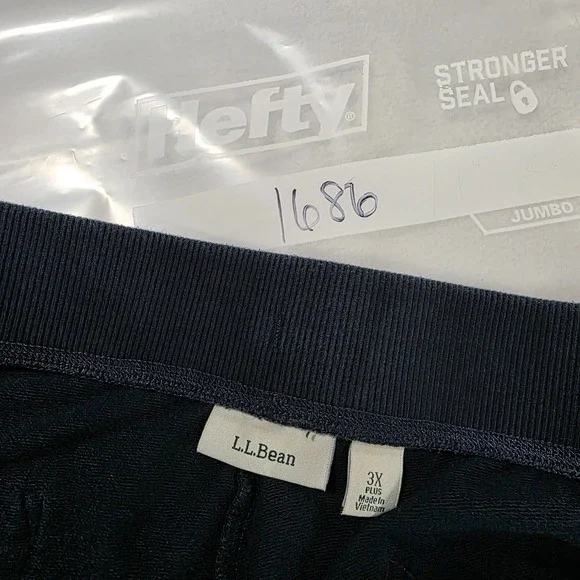 Hefty®
STRONGER
SEAL
1686
JUMBO
L.L.Bean
3X
PLUS
Made in
Vietnam